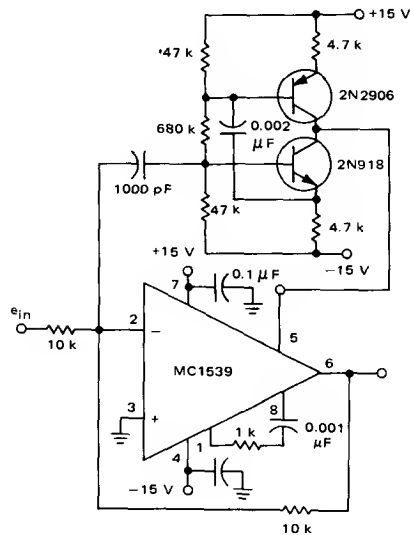 +15 V
47 k
4.7 k
2N2906
680 k
0.002
μF
1000 pF
2N918
47 k
4.7 k
-15 V
+15 V
0.1 μF
7
5
e_in
10 k
2
-
6
MC1539
3
+
8
1
1 k
0.001
μF
4
-15 V
10 k